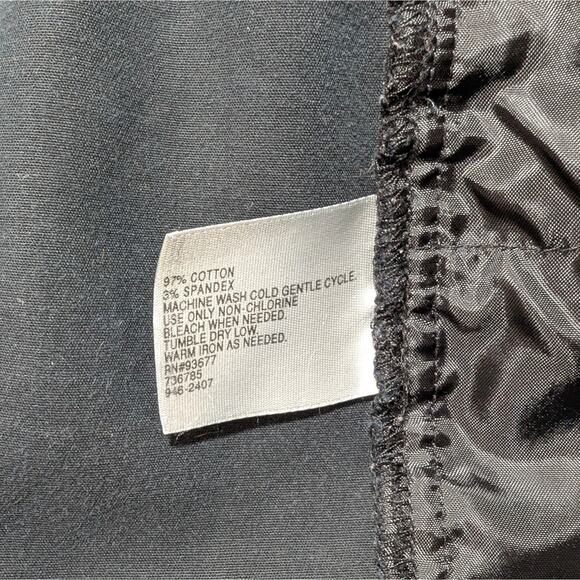 97% COTTON
3% SPANDEX
MACHINE WASH COLD GENTLE CYCLE.
USE ONLY NON-CHLORINE
BLEACH WHEN NEEDED.
TUMBLE DRY LOW.
WARM IRON AS NEEDED.
RN#93677
736785
946-2407